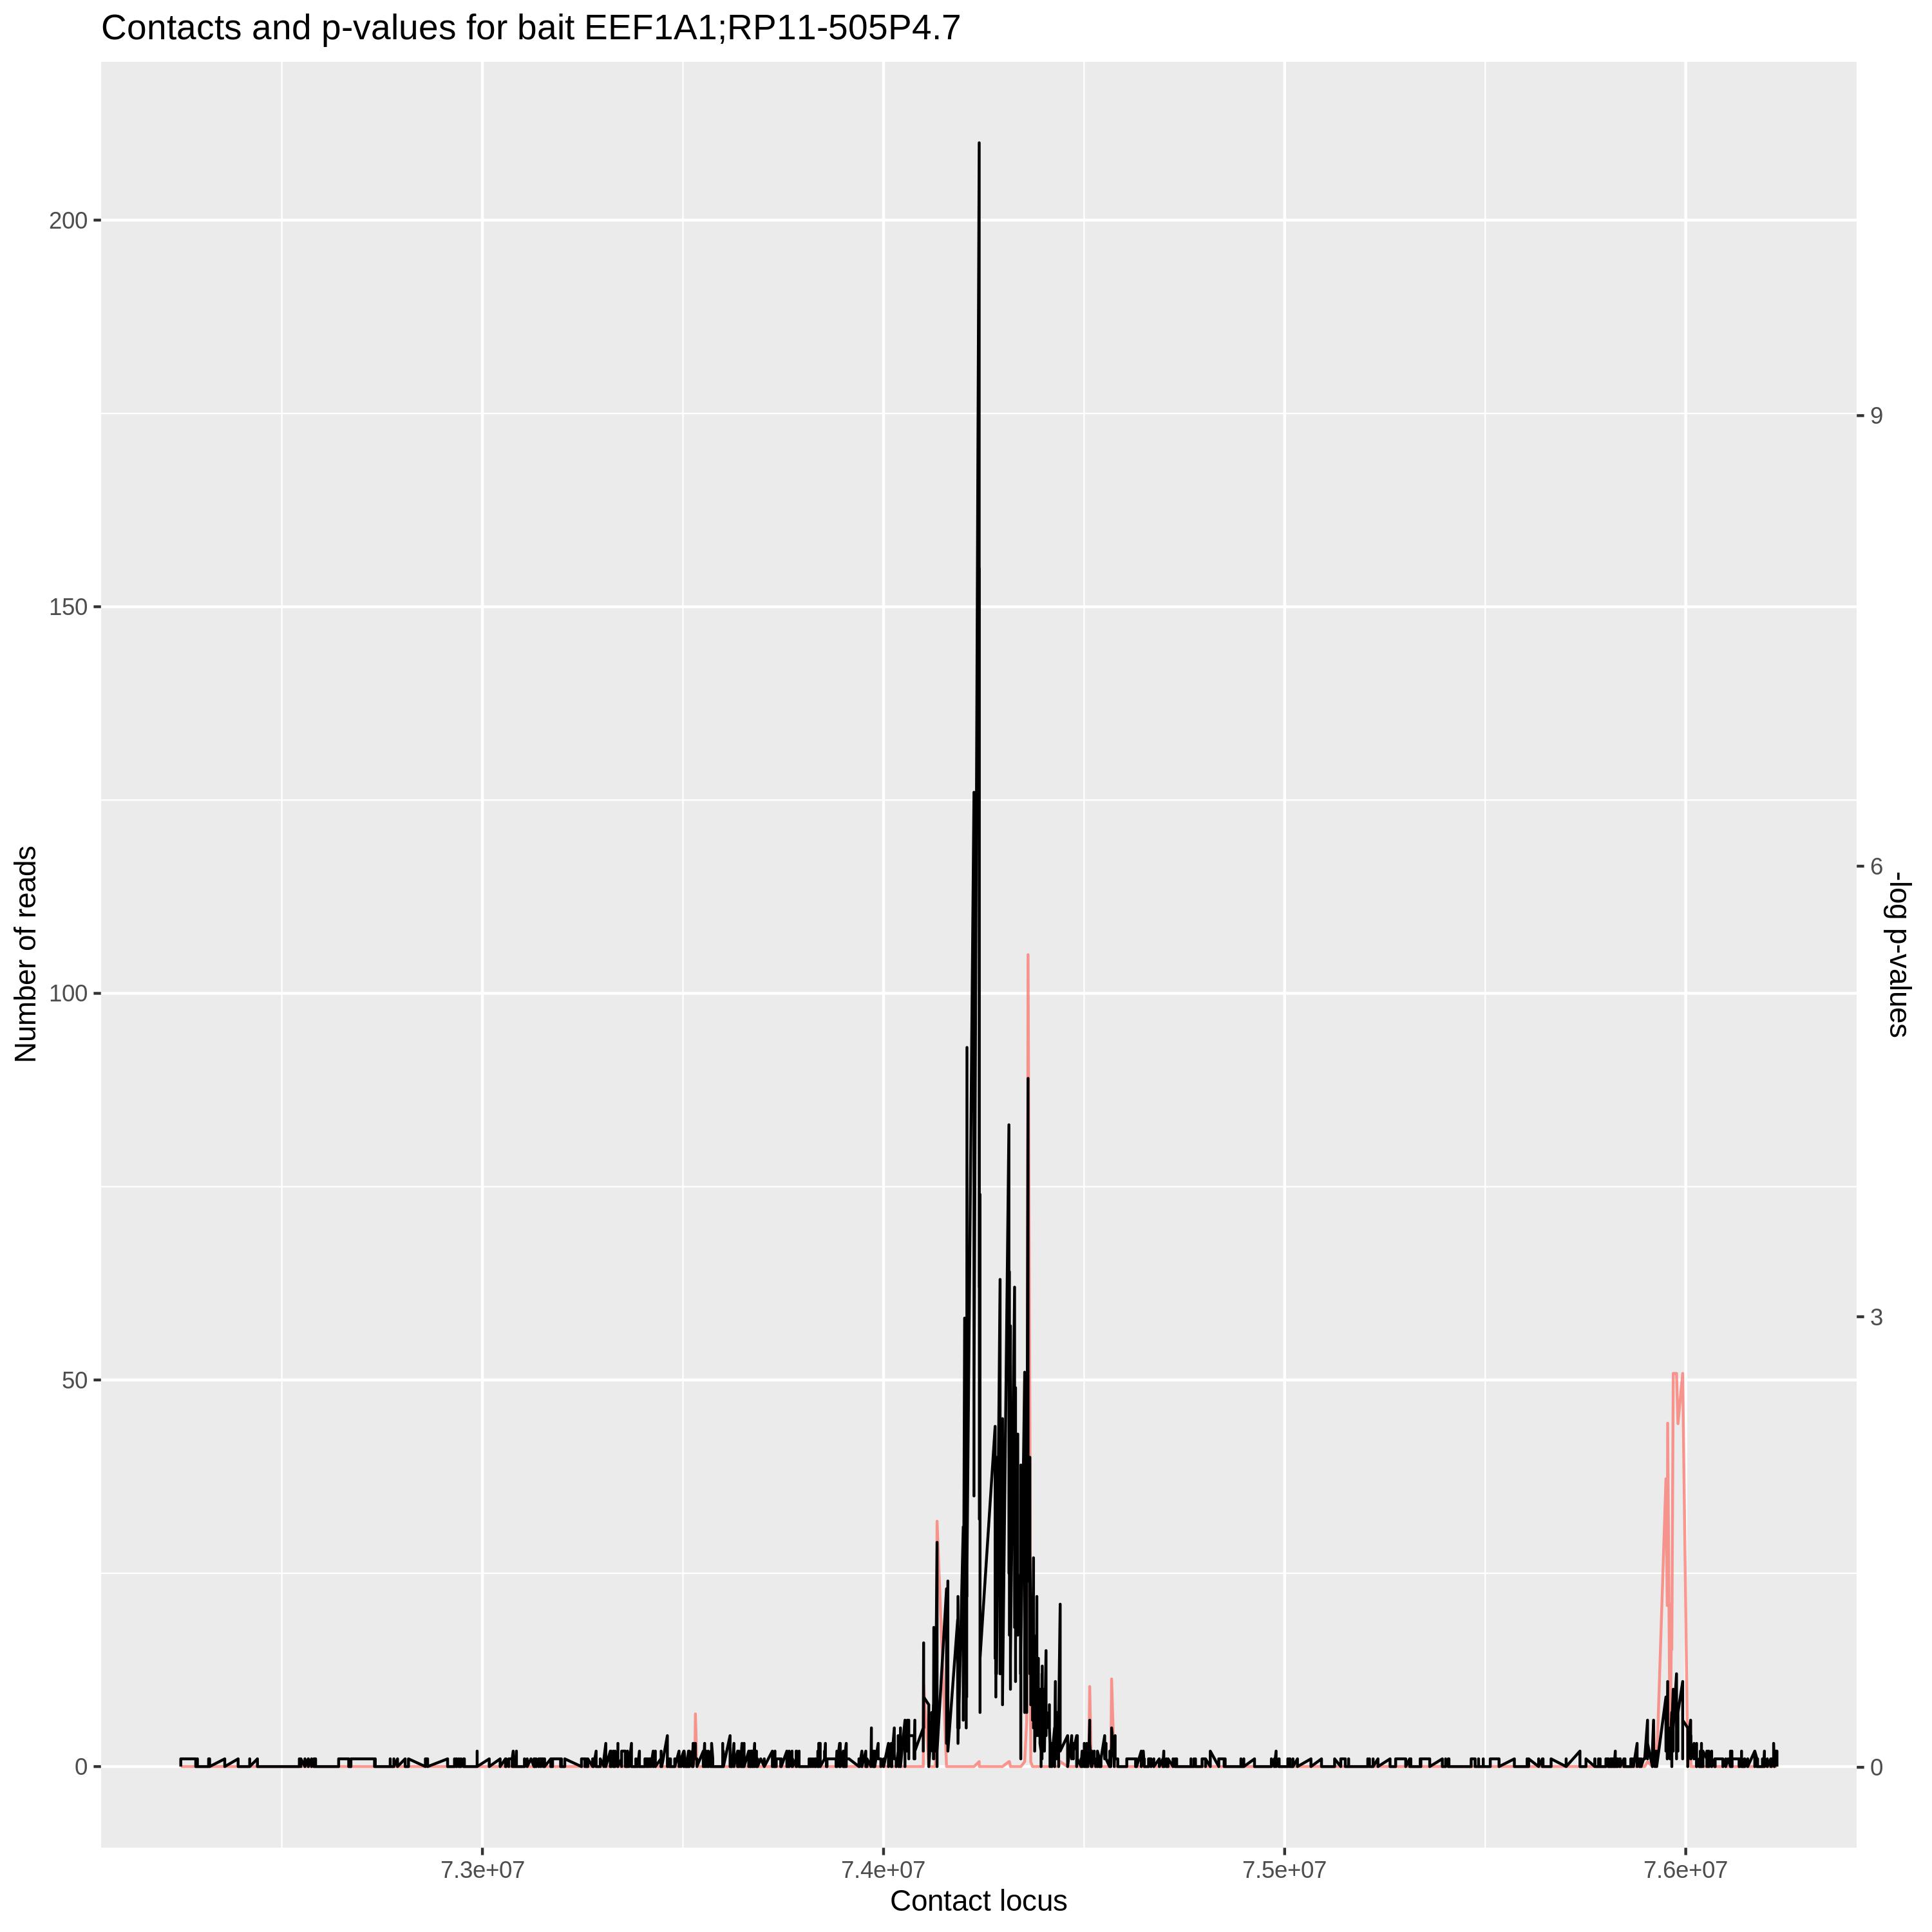 Contacts and p-values for bait EEF1A1;RP11-505P4.7
200
150
100
50
0
Number of reads
9
6
3
0
-log p-values
7.3e+07
7.4e+07
7.5e+07
7.6e+07
Contact locus